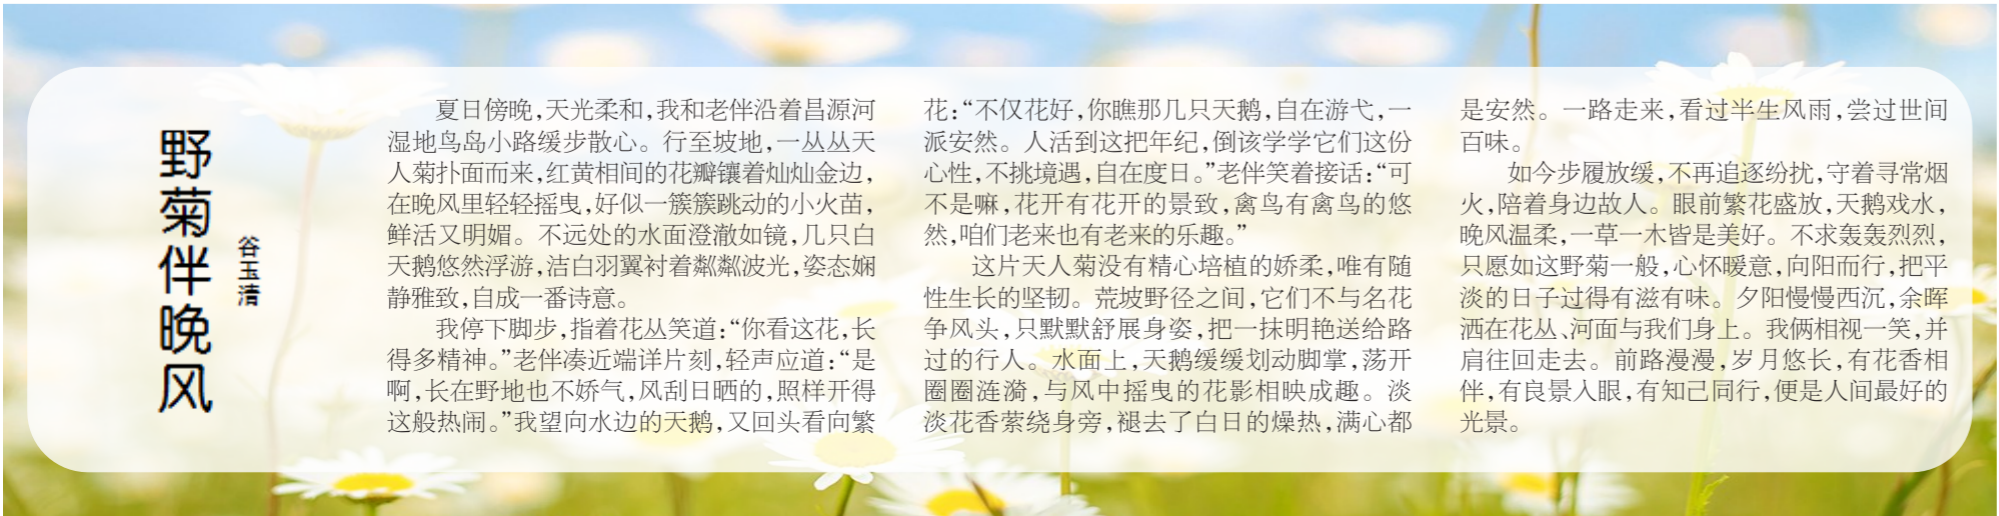 野菊伴晚风
谷玉清
夏日傍晚，天光柔和，我和老伴沿着昌源河
湿地鸟岛小路缓步散心。行至坡地，一丛丛天
人菊扑面而来，红黄相间的花瓣镶着灿灿金边，
在晚风里轻轻摇曳，好似一簇簇跳动的小火苗，
鲜活又明媚。不远处的水面澄澈如镜，几只白
天鹅悠然浮游，洁白羽翼衬着粼粼波光，姿态娴
静雅致，自成一番诗意。
我停下脚步，指着花丛笑道：“你看这花，长
得多精神。”老伴凑近端详片刻，轻声应道：“是
啊，长在野地也不娇气，风刮日晒的，照样开得
这般热闹。”我望向水边的天鹅，又回头看向繁
花：“不仅花好，你瞧那几只天鹅，自在游弋，一
派安然。人活到这把年纪，倒该学学它们这份
心性，不挑境遇，自在度日。”老伴笑着接话：“可
不是嘛，花开有花开的景致，禽鸟有禽鸟的悠
然，咱们老来也有老来的乐趣。”
这片天人菊没有精心培植的娇柔，唯有随
性生长的坚韧。荒坡野径之间，它们不与名花
争风头，只默默舒展身姿，把一抹明艳送给路
过的行人。水面上，天鹅缓缓划动脚掌，荡开
圈圈涟漪，与风中摇曳的花影相映成趣。淡
淡花香萦绕身旁，褪去了白日的燥热，满心都
是安然。一路走来，看过半生风雨，尝过世间
百味。
如今步履放缓，不再追逐纷扰，守着寻常烟
火，陪着身边故人。眼前繁花盛放，天鹅戏水，
晚风温柔，一草一木皆是美好。不求轰轰烈烈，
只愿如这野菊一般，心怀暖意，向阳而行，把平
淡的日子过得有滋有味。夕阳慢慢西沉，余晖
洒在花丛、河面与我们身上。我俩相视一笑，并
肩往回走去。前路漫漫，岁月悠长，有花香相
伴，有良景入眼，有知己同行，便是人间最好的
光景。